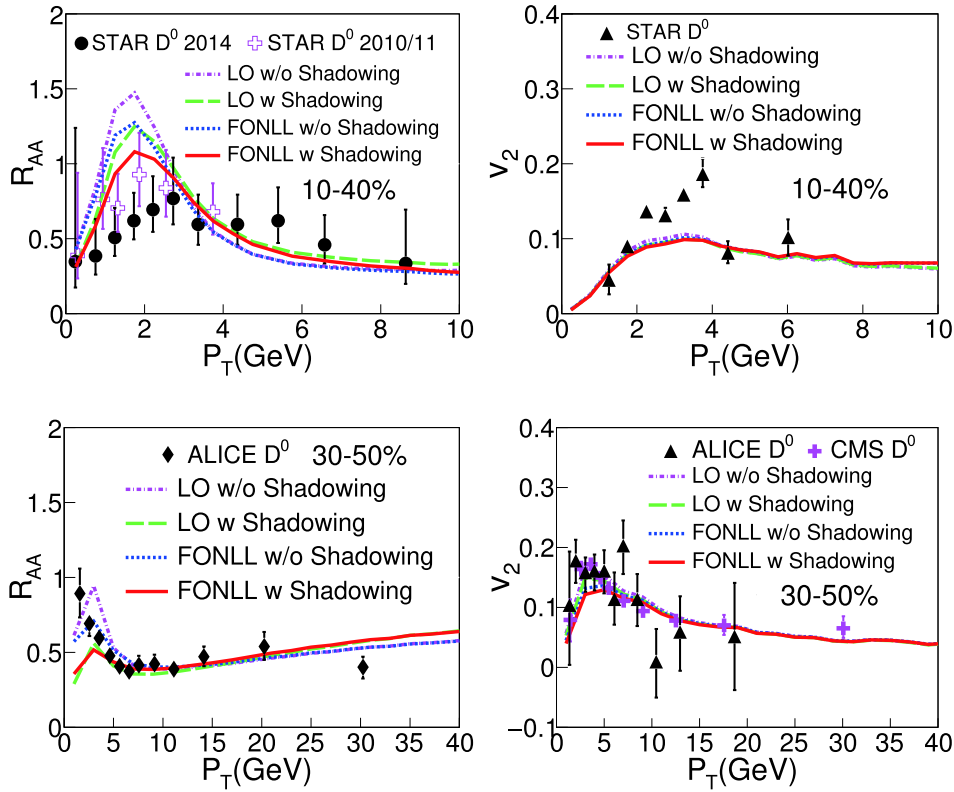 2
STAR D⁰ 2014 STAR D⁰ 2010/11
LO w/o Shadowing
1.5
LO w Shadowing
FONLL w/o Shadowing
R_AA
1
FONLL w Shadowing
10-40%
0.5
0
0 2 4 6 8 10
P_T(GeV)
0.4
STAR D⁰
LO w/o Shadowing
0.3
LO w Shadowing
FONLL w/o Shadowing
v₂
0.2
FONLL w Shadowing
10-40%
0.1
0
0 2 4 6 8 10
P_T(GeV)
2
ALICE D⁰ 30-50%
LO w/o Shadowing
1.5
LO w Shadowing
FONLL w/o Shadowing
R_AA
1
FONLL w Shadowing
0.5
0
0 5 10 15 20 25 30 35 40
P_T(GeV)
0.4
ALICE D⁰ CMS D⁰
LO w/o Shadowing
0.3
LO w Shadowing
FONLL w/o Shadowing
v₂
0.2
FONLL w Shadowing
30-50%
0.1
0
−0.1
0 5 10 15 20 25 30 35 40
P_T(GeV)